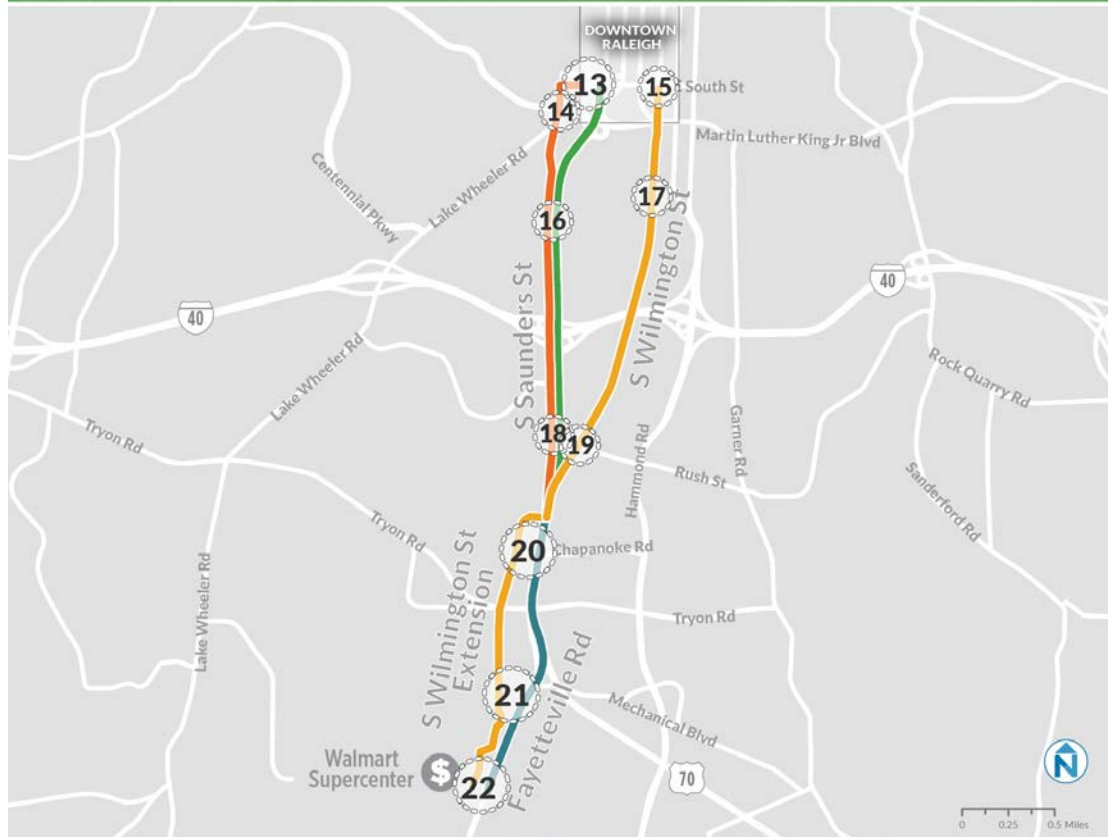 DOWNTOWN
RALEIGH
13
14
15
South St
Martin Luther King Jr Blvd
Centennial Pkwy
Lake Wheeler Rd
16
17
S Saunders St
S Wilmington St
40
40
Lake Wheeler Rd
Rock Quarry Rd
Tryon Rd
18
19
Hammond Rd
Garner Rd
Rush St
Sanderford Rd
Tryon Rd
20
Chapanoke Rd
Lake Wheeler Rd
S Wilmington St
Extension
Tryon Rd
21
Fayetteville Rd
Mechanical Blvd
Walmart
Supercenter
$
22
70
N
0 0.25 0.5 Miles